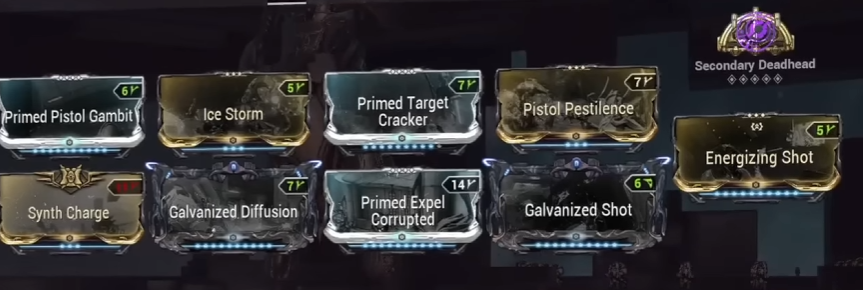 Secondary Deadhead
6
Primed Pistol Gambit
5
Ice Storm
7
Primed Target
Cracker
7
Pistol Pestilence
5
Energizing Shot
Synth Charge
7
Galvanized Diffusion
14
Primed Expel
Corrupted
6
Galvanized Shot